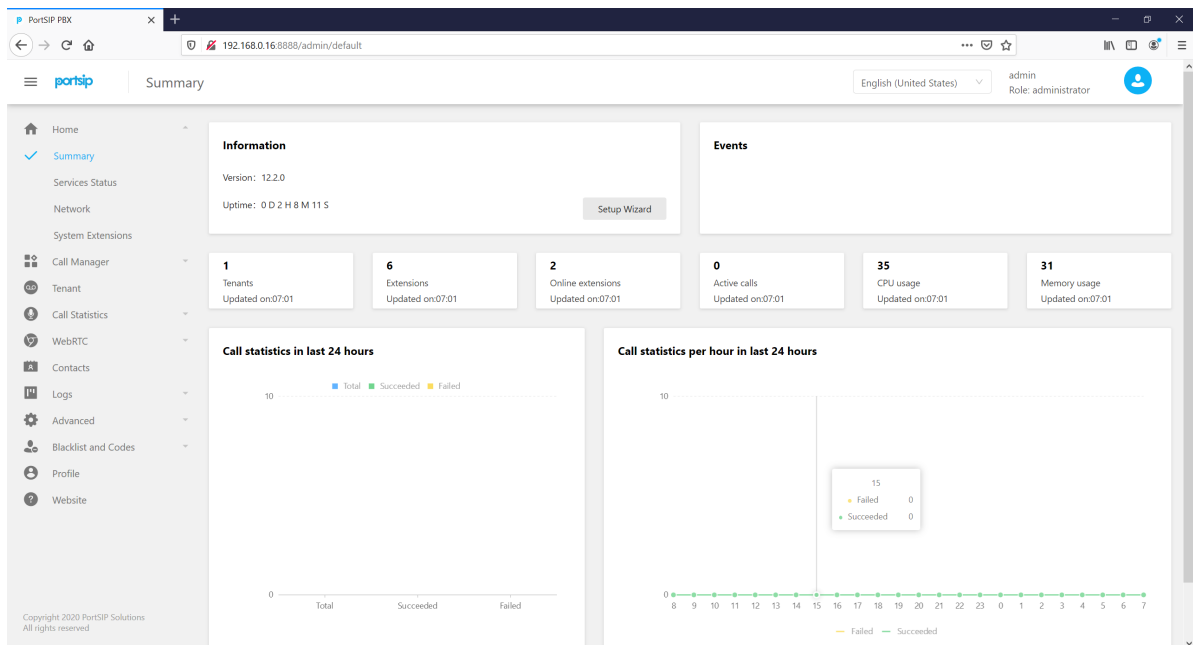 PortSIP PBX
192.168.0.16:8888/admin/default
portsip
Summary
English (United States)
admin
Role: administrator
Home
Summary
Services Status
Network
System Extensions
Call Manager
Tenant
Call Statistics
WebRTC
Contacts
Logs
Advanced
Blacklist and Codes
Profile
Website
Copyright 2020 PortSIP Solutions
All rights reserved
Information
Version: 12.2.0
Uptime: 0 D 2 H 8 M 11 S
Setup Wizard
Events
1
Tenants
Updated on:07:01
6
Extensions
Updated on:07:01
2
Online extensions
Updated on:07:01
0
Active calls
Updated on:07:01
35
CPU usage
Updated on:07:01
31
Memory usage
Updated on:07:01
Call statistics in last 24 hours
Total Succeeded Failed
10
0
Total Succeeded Failed
Call statistics per hour in last 24 hours
10
15
Failed 0
Succeeded 0
0
8 9 10 11 12 13 14 15 16 17 18 19 20 21 22 23 0 1 2 3 4 5 6 7
Failed Succeeded